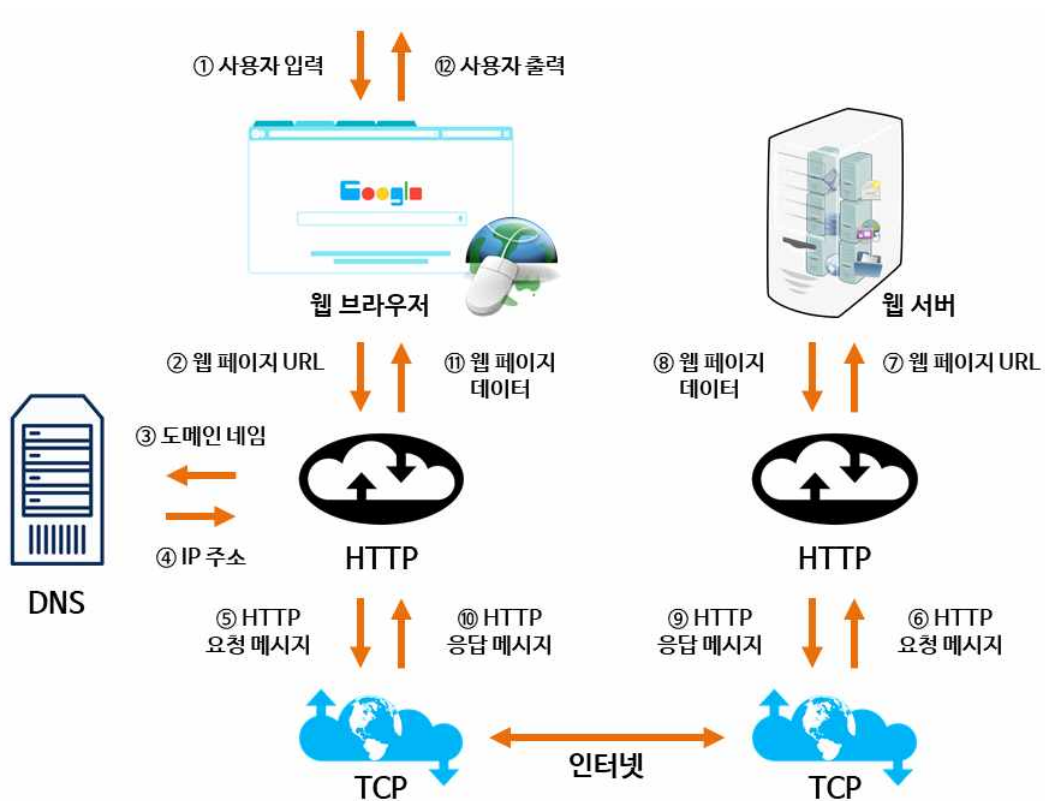 ① 사용자 입력
⑫ 사용자 출력
Google
웹 브라우저
웹 서버
② 웹 페이지 URL
⑪ 웹 페이지
데이터
⑧ 웹 페이지
데이터
⑦ 웹 페이지 URL
③ 도메인 네임
④ IP 주소
DNS
HTTP
HTTP
⑤ HTTP
요청 메시지
⑩ HTTP
응답 메시지
⑨ HTTP
응답 메시지
⑥ HTTP
요청 메시지
인터넷
TCP
TCP